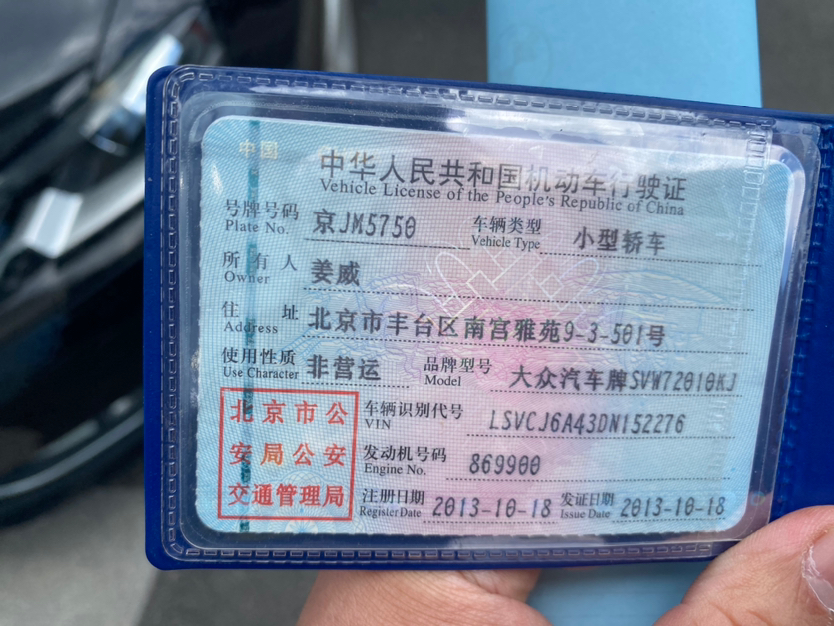 中国
中华人民共和国机动车行驶证
Vehicle License of the People's Republic of China
号牌号码 京JM5750 车辆类型 小型轿车
Plate No. Vehicle Type
所有人 姜威
Owner
住址 北京市丰台区南宫雅苑9-3-501号
Address
使用性质 非营运 品牌型号 大众汽车牌SVW72010KJ
Use Character Model
北京市公
安局公安
交通管理局
车辆识别代号 LSVCJ6A43DN152276
VIN
发动机号码 869900
Engine No.
注册日期 2013-10-18 发证日期 2013-10-18
Register Date Issue Date